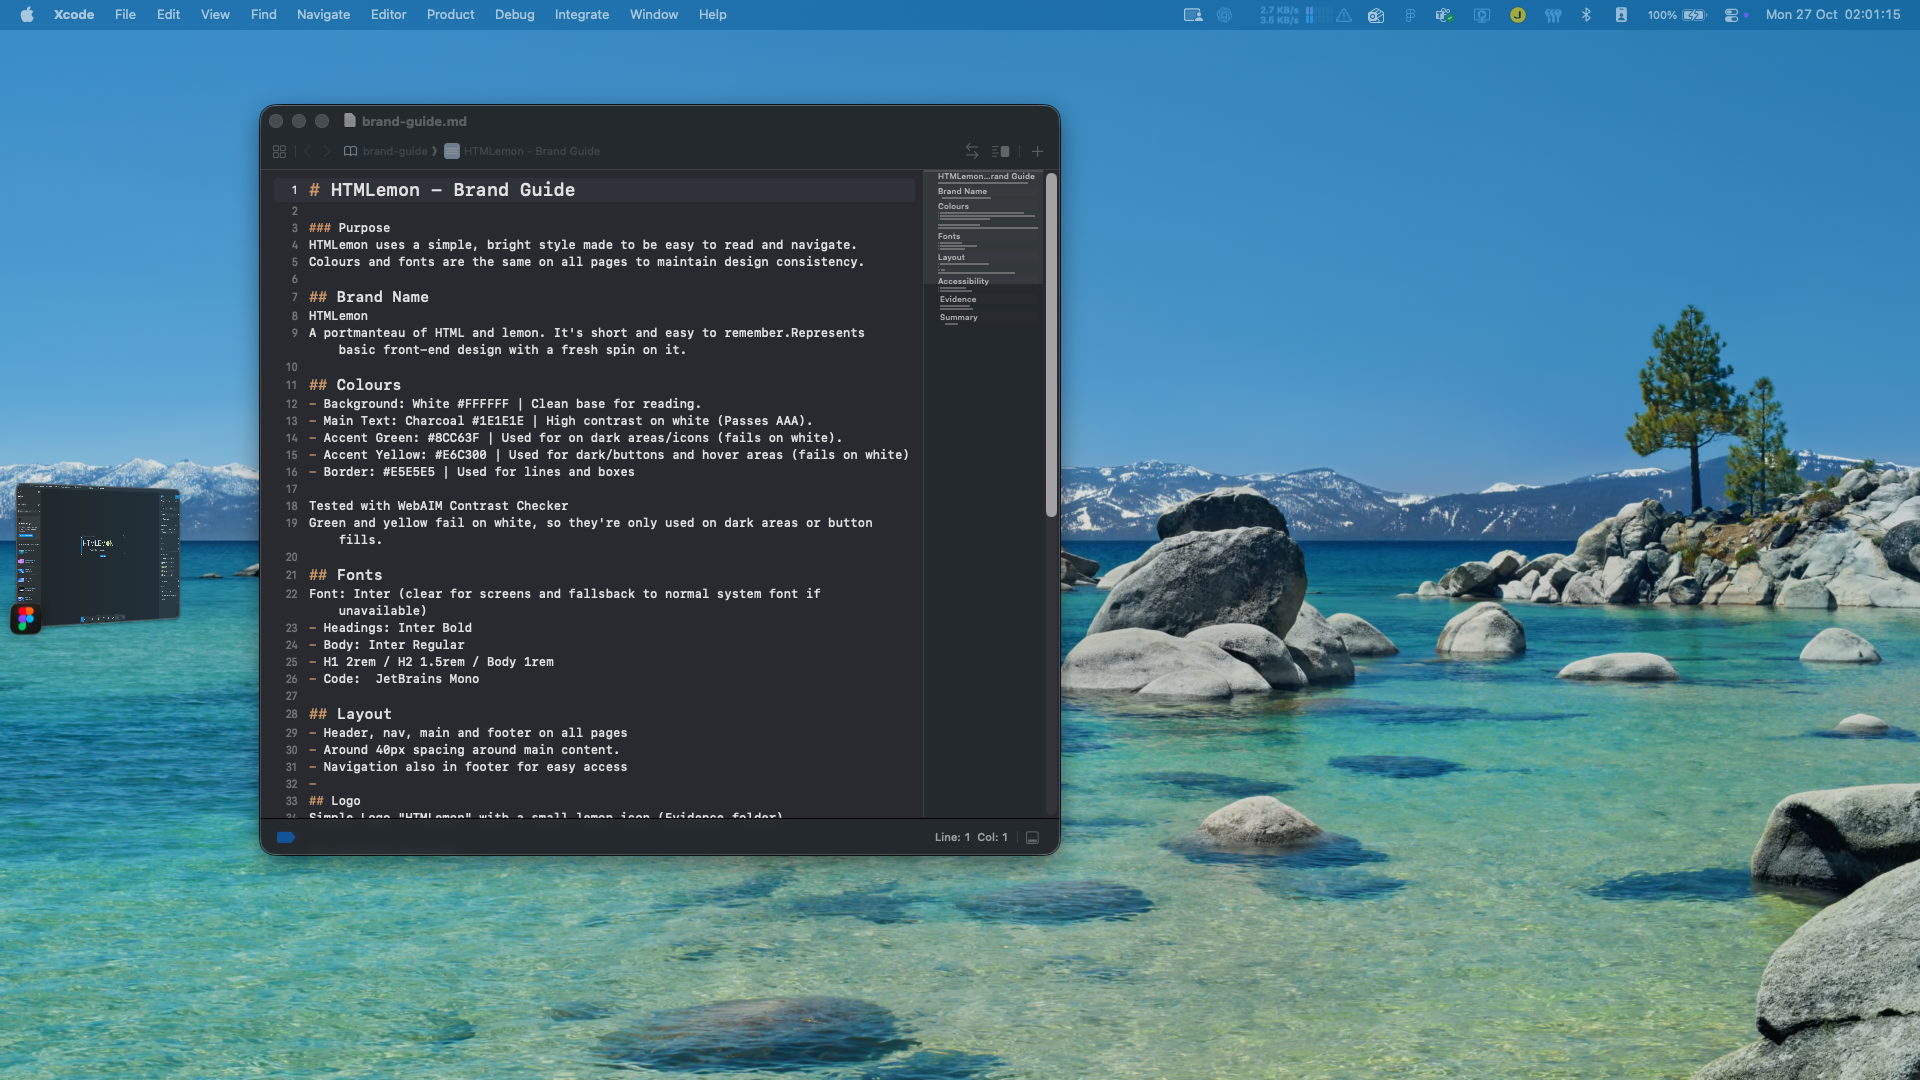 Xcode File Edit View Find Navigate Editor Product Debug Integrate Window Help
2.7 KB/s
3.5 KB/s
100%
Mon 27 Oct 02:01:15
brand-guide.md
brand-guide
HTMLemon – Brand Guide
1 # HTMLemon – Brand Guide
2
3 ### Purpose
4 HTMLemon uses a simple, bright style made to be easy to read and navigate.
5 Colours and fonts are the same on all pages to maintain design consistency.
6
7 ## Brand Name
8 HTMLemon
9 A portmanteau of HTML and lemon. It's short and easy to remember.Represents
basic front-end design with a fresh spin on it.
10
11 ## Colours
12 - Background: White #FFFFFF | Clean base for reading.
13 - Main Text: Charcoal #1E1E1E | High contrast on white (Passes AAA).
14 - Accent Green: #8CC63F | Used for on dark areas/icons (fails on white).
15 - Accent Yellow: #E6C300 | Used for dark/buttons and hover areas (fails on white)
16 - Border: #E5E5E5 | Used for lines and boxes
17
18 Tested with WebAIM Contrast Checker
19 Green and yellow fail on white, so they're only used on dark areas or button
fills.
20
21 ## Fonts
22 Font: Inter (clear for screens and fallsback to normal system font if
unavailable)
23 - Headings: Inter Bold
24 - Body: Inter Regular
25 - H1 2rem / H2 1.5rem / Body 1rem
26 - Code:  JetBrains Mono
27
28 ## Layout
29 - Header, nav, main and footer on all pages
30 - Around 40px spacing around main content.
31 - Navigation also in footer for easy access
32 -
33 ## Logo
34 Simple Logo "HTMLemon" with a small lemon icon (Evidence folder)
HTMLemon...rand Guide
Brand Name
Colours
Fonts
Layout
Accessibility
Evidence
Summary
Line: 1 Col: 1
HTMLEMON